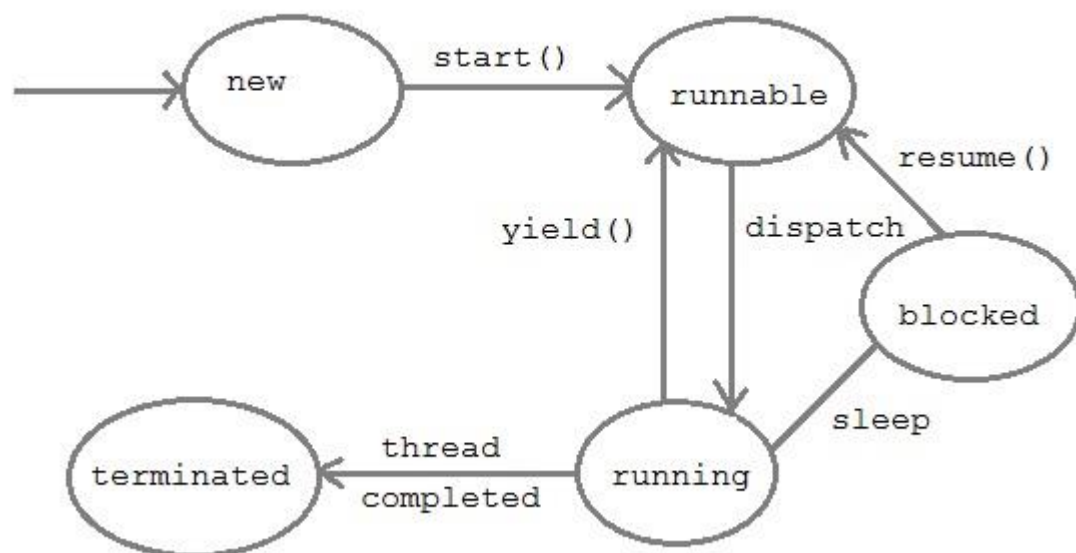 start()
new
runnable
resume()
yield()
dispatch
blocked
sleep
thread
terminated
running
completed